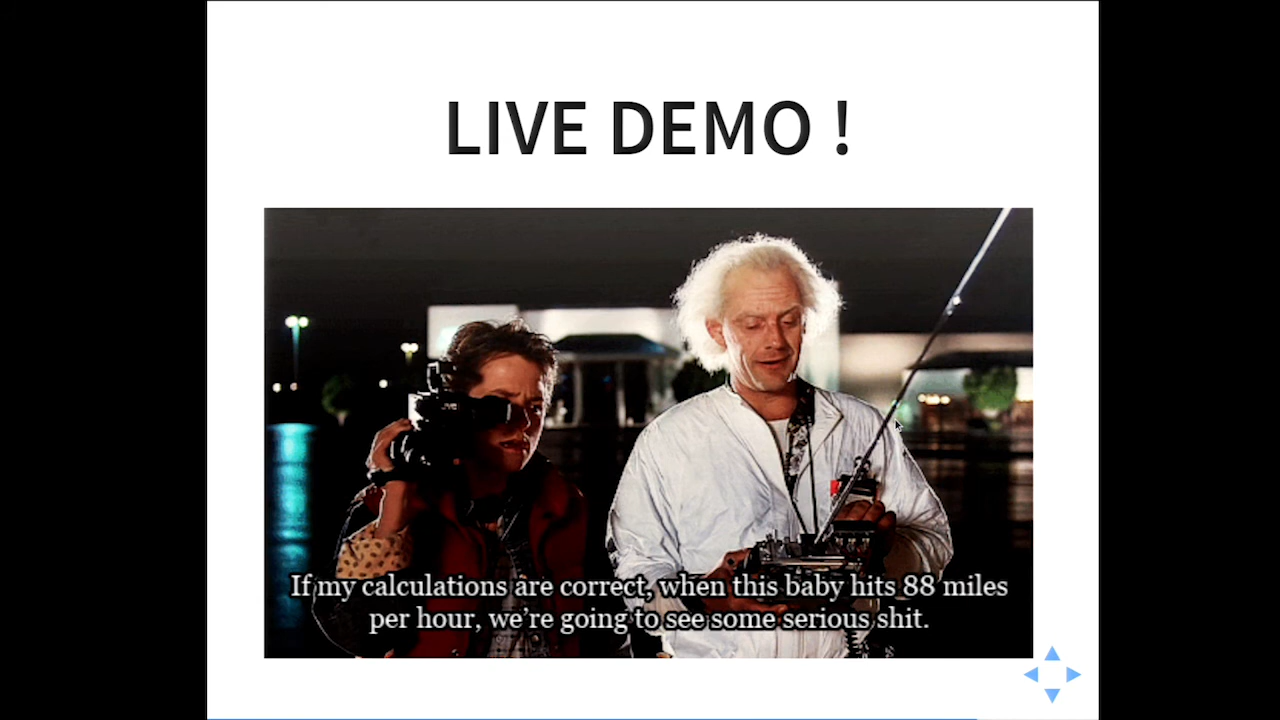 LIVE DEMO !
If my calculations are correct, when this baby hits 88 miles
per hour, we’re going to see some serious shit.